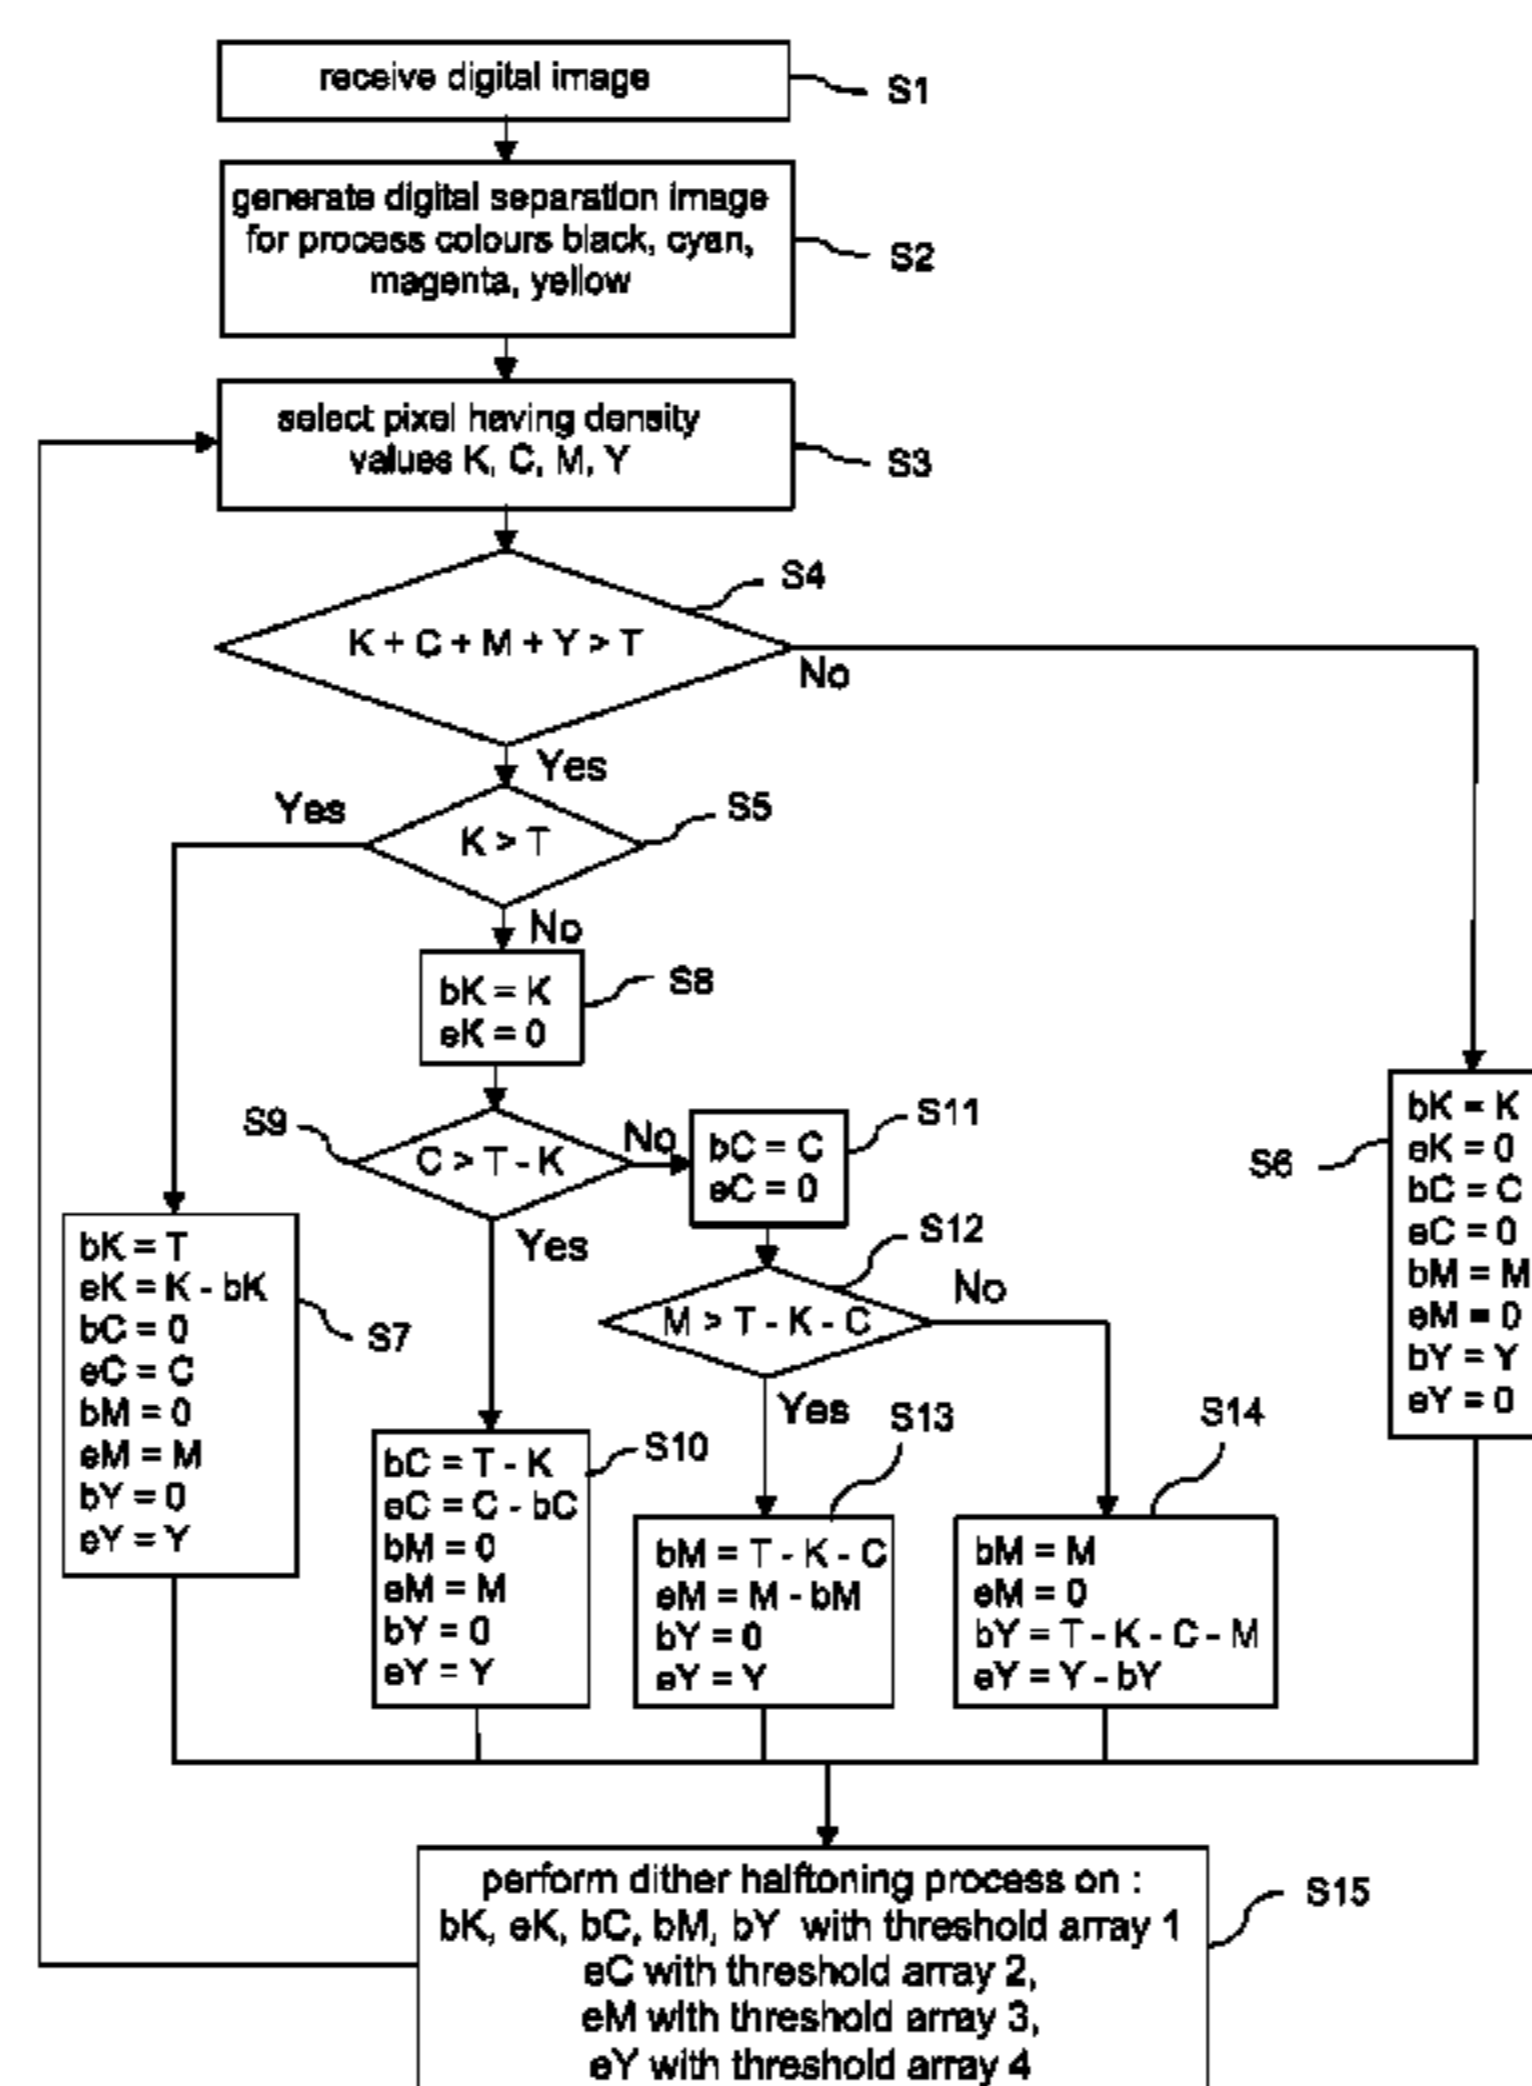 receive digital image
S1
generate digital separation image
for process colours black, cyan,
magenta, yellow
S2
select pixel having density
values K, C, M, Y
S3
S4
K + C + M + Y > T
No
Yes
Yes
S5
K > T
No
S8
bK = K
eK = 0
S9
C > T - K
No
Yes
S11
bC = C
eC = 0
S12
M > T - K - C
No
Yes
S6
bK = K
eK = 0
bC = C
eC = 0
bM = M
eM = 0
bY = Y
eY = 0
bK = T
eK = K - bK
bC = 0
eC = C
bM = 0
eM = M
bY = 0
eY = Y
S7
S10
bC = T - K
eC = C - bC
bM = 0
eM = M
bY = 0
eY = Y
S13
bM = T - K - C
eM = M - bM
bY = 0
eY = Y
S14
bM = M
eM = 0
bY = T - K - C - M
eY = Y - bY
perform dither halftoning process on :
bK, eK, bC, bM, bY with threshold array 1
eC with threshold array 2,
eM with threshold array 3,
eY with threshold array 4
S15